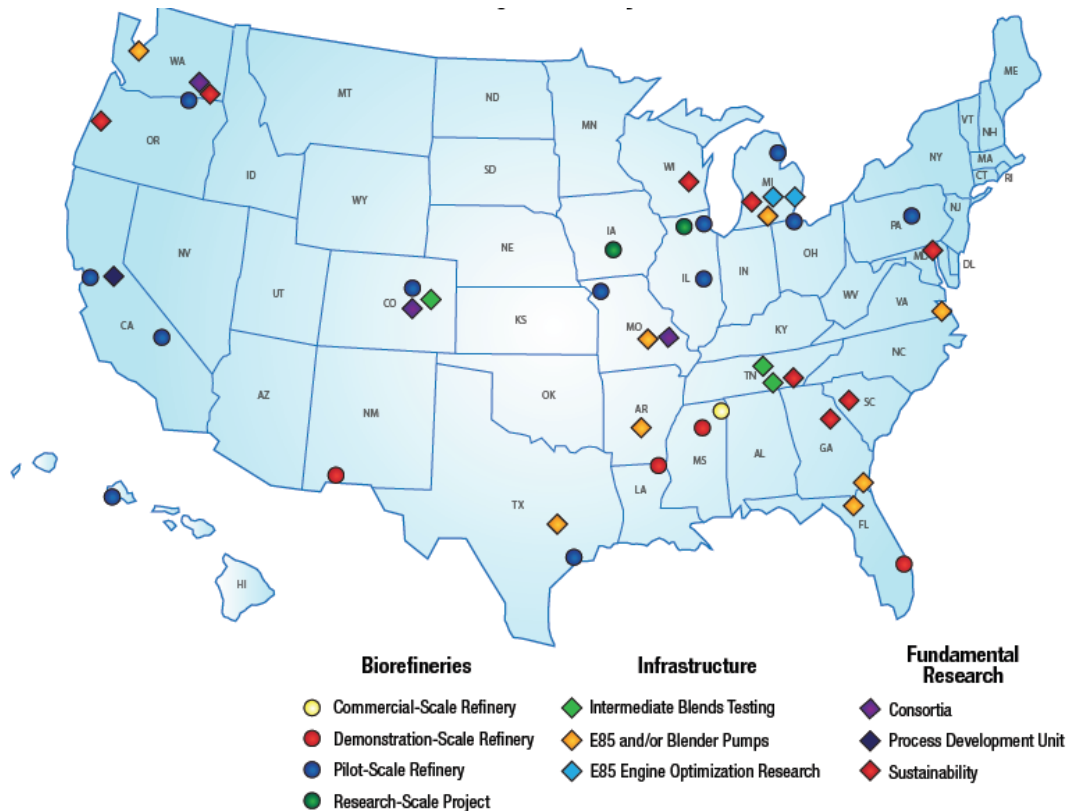 WA
MT
ND
MN
ME
VT
NH
OR
ID
SD
WI
MI
NY
MA
CT
RI
WY
IA
PA
NJ
NE
NV
UT
CO
IL
IN
OH
MD
DL
WV
VA
CA
KS
MO
KY
NC
TN
AZ
NM
OK
AR
SC
MS
AL
GA
TX
LA
FL
HI
Biorefineries
Commercial-Scale Refinery
Demonstration-Scale Refinery
Pilot-Scale Refinery
Research-Scale Project
Infrastructure
Intermediate Blends Testing
E85 and/or Blender Pumps
E85 Engine Optimization Research
Fundamental
Research
Consortia
Process Development Unit
Sustainability